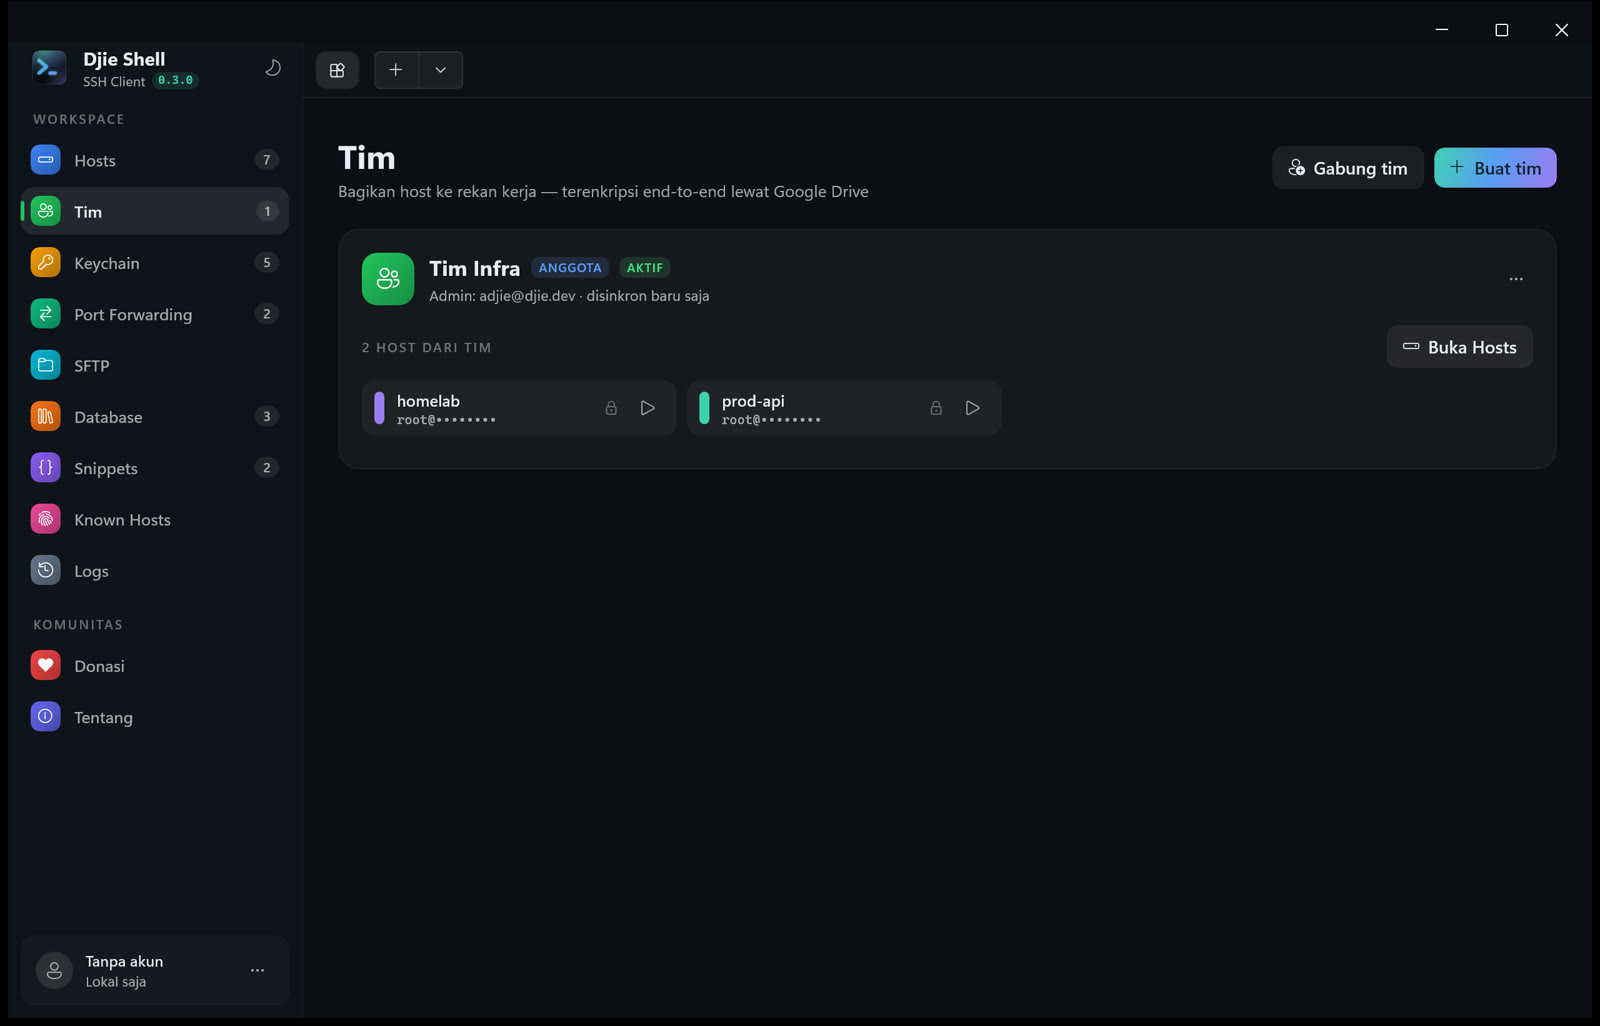 Djie Shell
SSH Client 0.3.0
WORKSPACE
Hosts 7
Tim 1
Keychain 5
Port Forwarding 2
SFTP
Database 3
Snippets 2
Known Hosts
Logs
KOMUNITAS
Donasi
Tentang
Tanpa akun
Lokal saja
Tim
Bagikan host ke rekan kerja — terenkripsi end-to-end lewat Google Drive
Gabung tim
Buat tim
Tim Infra ANGGOTA AKTIF
Admin: adjie@djie.dev · disinkron baru saja
2 HOST DARI TIM
Buka Hosts
homelab
root@••••••••
prod-api
root@••••••••